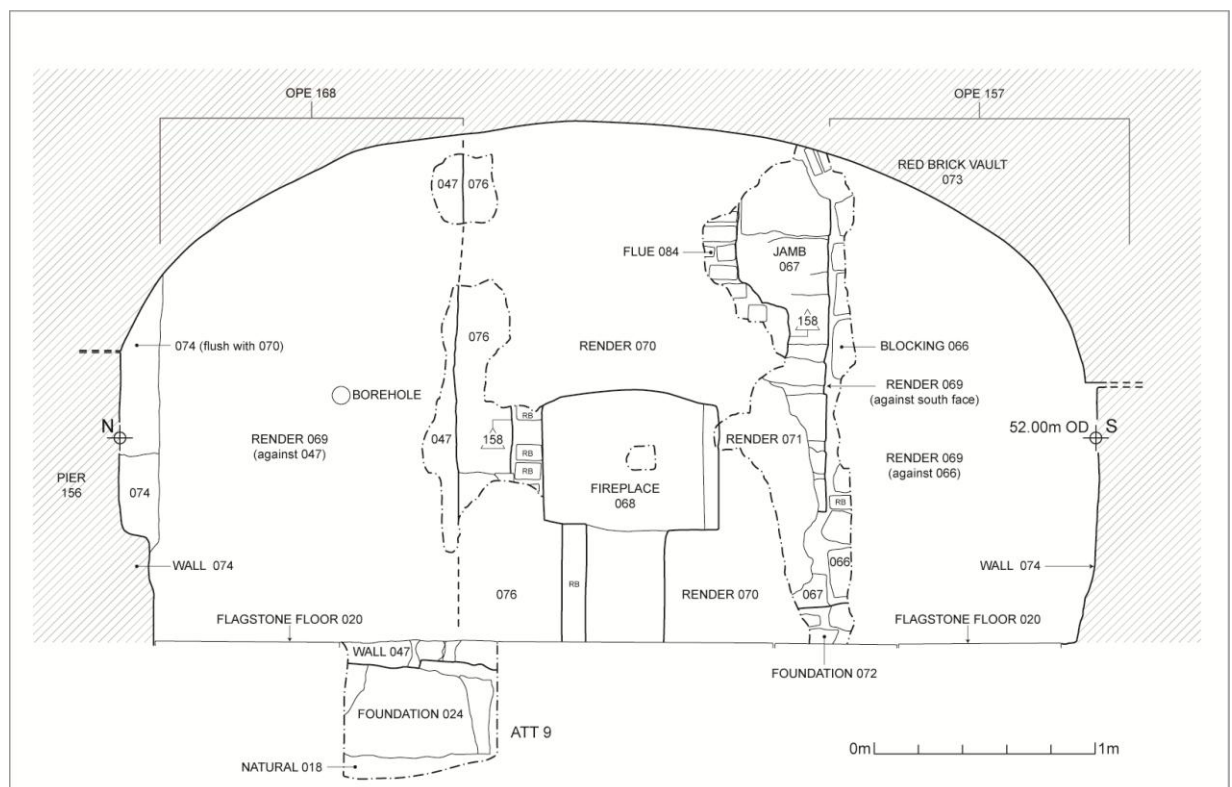 OPE 168
OPE 157
RED BRICK VAULT
073
047
076
FLUE 084
JAMB
067
158
076
074 (flush with 070)
RENDER 070
BLOCKING 066
RENDER 069
(against south face)
BOREHOLE
N
RENDER 069
(against 047)
047
158
RB
RB
RB
RENDER 071
52.00m OD
S
RENDER 069
(against 066)
PIER
156
074
FIREPLACE
068
RB
WALL 074
076
RB
RENDER 070
067
066
WALL 074
FLAGSTONE FLOOR 020
FLAGSTONE FLOOR 020
WALL 047
FOUNDATION 072
FOUNDATION 024
ATT 9
NATURAL 018
0m
1m